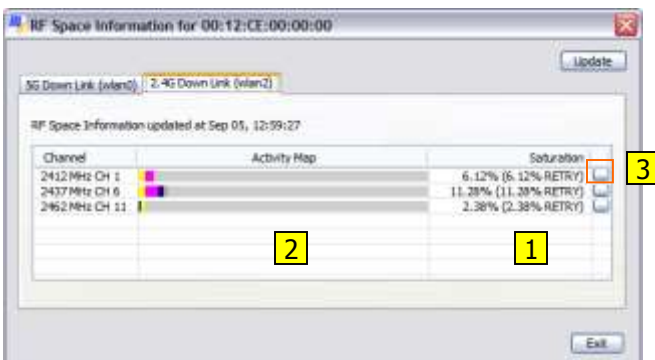 RF Space Information for 00:12:CE:00:00:00
Update
5G Down Link (wlan0) 2.4G Down Link (wlan2)
RF Space Information updated at Sep 05, 12:59:27
Channel Activity Map Saturation
2412 MHz CH 1 6.12% (6.12% RETRY) 3
2437 MHz CH 6 11.28% (11.28% RETRY)
2462 MHz CH 11 2.38% (2.38% RETRY)
2 1
Exit